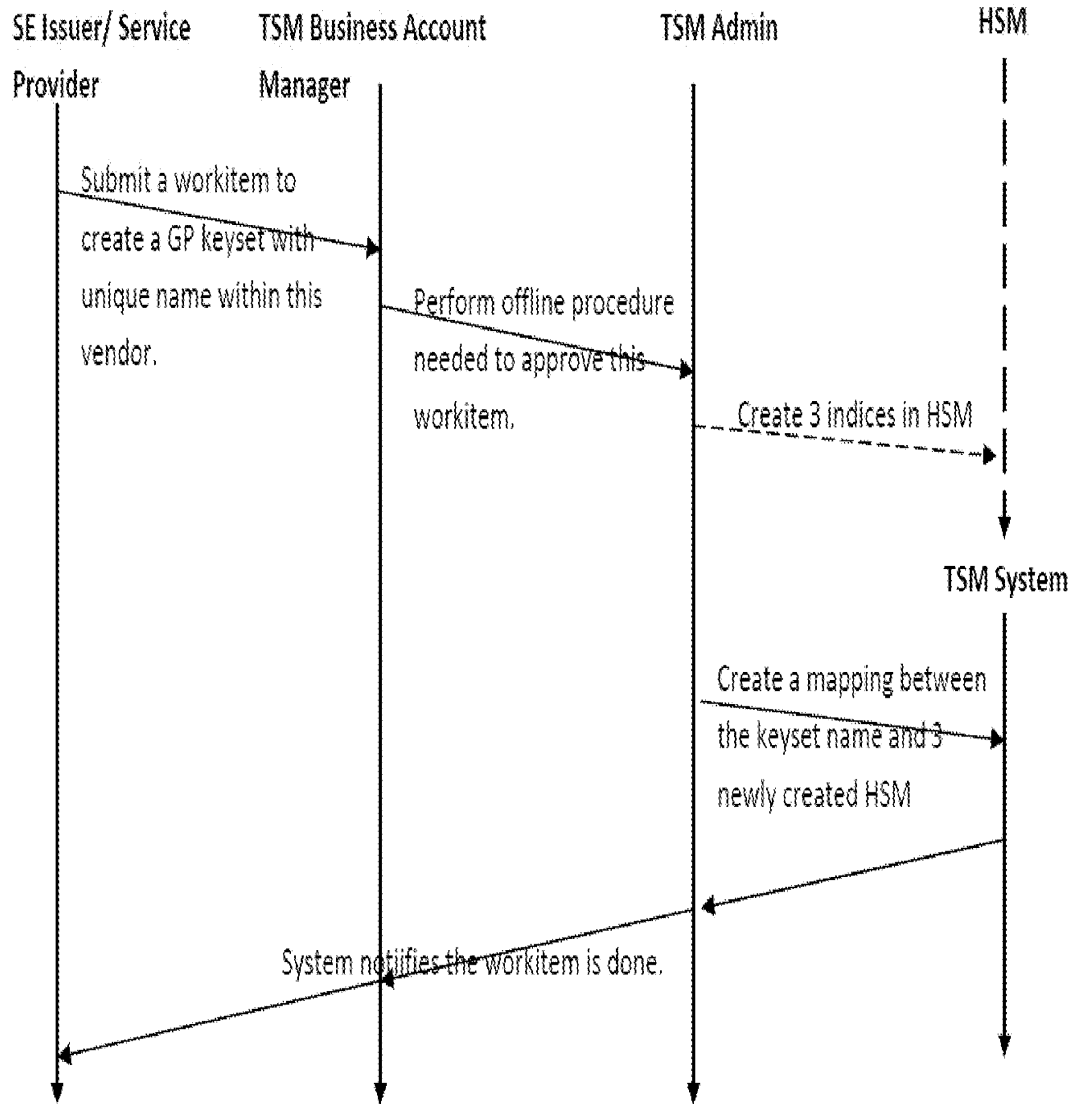 SE Issuer/ Service
Provider
TSM Business Account
Manager
TSM Admin
HSM
Submit a workitem to
create a GP keyset with
unique name within this
vendor.
Perform offline procedure
needed to approve this
workitem.
Create 3 indices in HSM
TSM System
Create a mapping between
the keyset name and 3
newly created HSM
System notiifies the workitem is done.